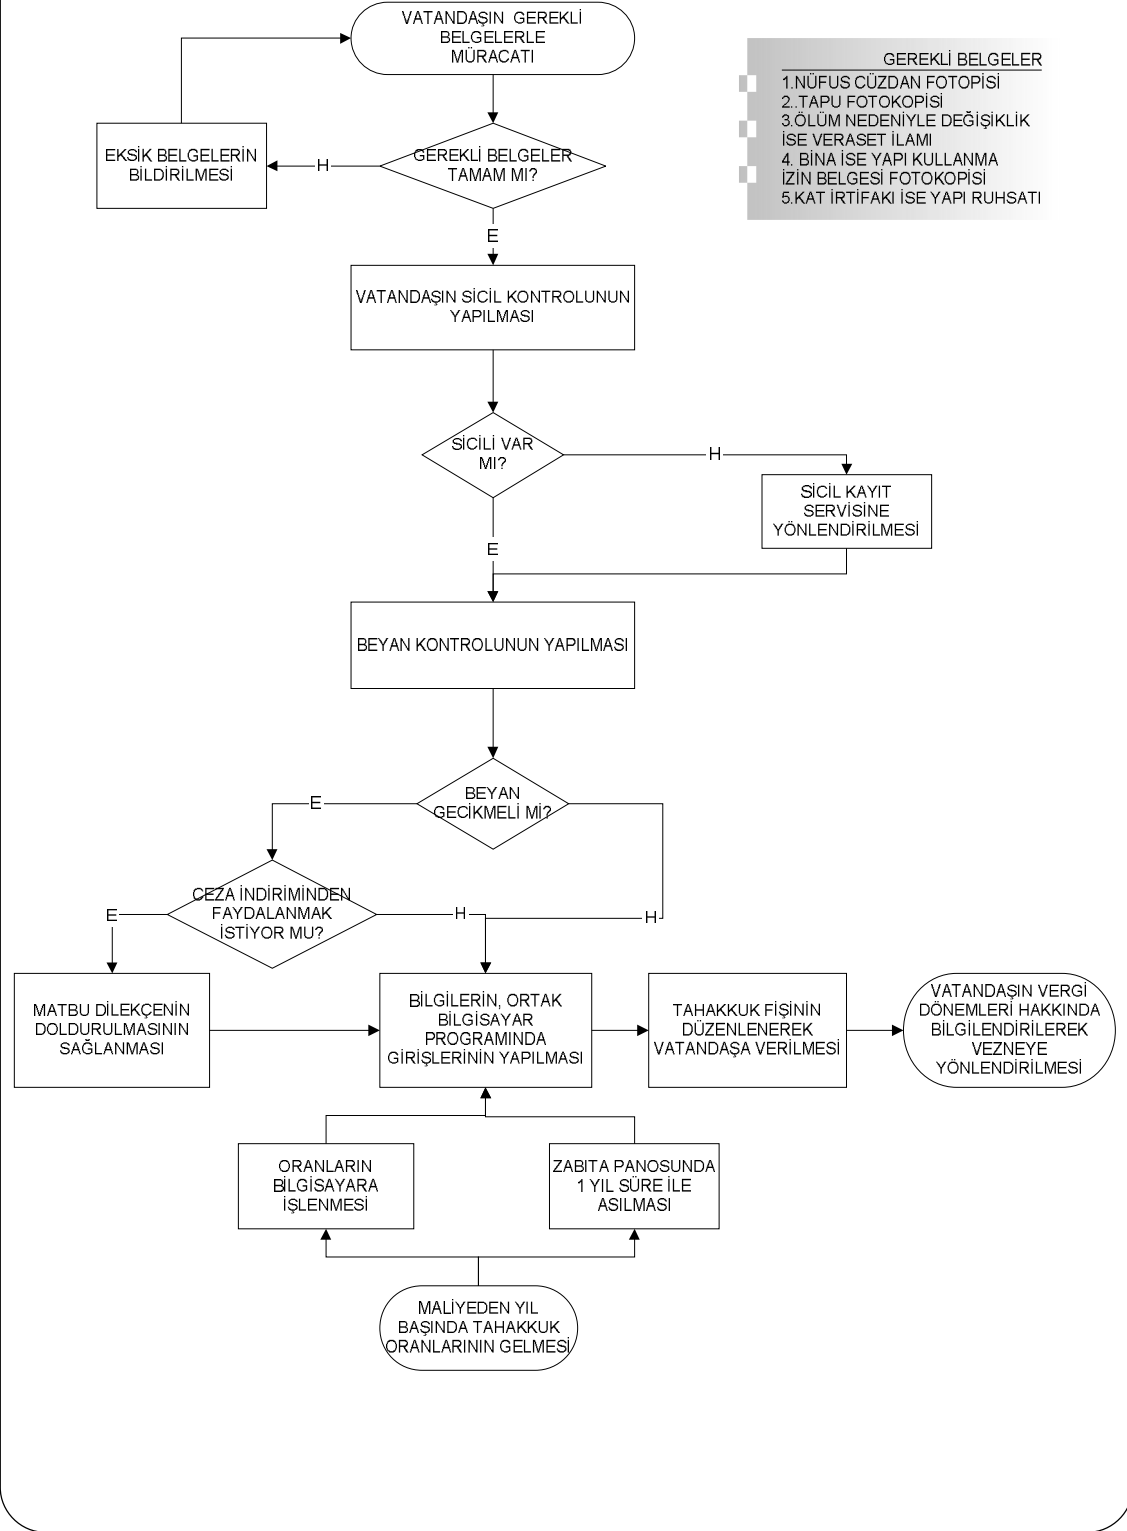 VATANDAŞIN  GEREKLİ
BELGELERLE
MÜRACATI
GEREKLİ BELGELER
1.NÜFUS CÜZDAN FOTOPİSİ
2..TAPU FOTOKOPİSİ
3.ÖLÜM NEDENİYLE DEĞİŞİKLİK
İSE VERASET İLAMI
4. BİNA İSE YAPI KULLANMA
İZİN BELGESİ FOTOKOPİSİ
5.KAT İRTİFAKI İSE YAPI RUHSATI
EKSİK BELGELERİN
BİLDİRİLMESİ
H
GEREKLİ BELGELER
TAMAM MI?
E
VATANDAŞIN SİCİL KONTROLUNUN
YAPILMASI
SİCİLİ VAR
MI?
H
SİCİL KAYIT
SERVİSİNE
YÖNLENDİRİLMESİ
E
BEYAN KONTROLUNUN YAPILMASI
BEYAN
GECİKMELİ Mİ?
E
CEZA İNDİRİMİNDEN
FAYDALANMAK
İSTİYOR MU?
E
H
H
MATBU DİLEKÇENİN
DOLDURULMASININ
SAĞLANMASI
BİLGİLERİN, ORTAK
BİLGİSAYAR
PROGRAMINDA
GİRİŞLERİNİN YAPILMASI
TAHAKKUK FİŞİNİN
DÜZENLENEREK
VATANDAŞA VERİLMESİ
VATANDAŞIN VERGİ
DÖNEMLERİ HAKKINDA
BİLGİLENDİRİLEREK
VEZNEYE
YÖNLENDİRİLMESİ
ORANLARIN
BİLGİSAYARA
İŞLENMESİ
ZABITA PANOSUNDA
1 YIL SÜRE İLE
ASILMASI
MALİYEDEN YIL
BAŞINDA TAHAKKUK
ORANLARININ GELMESİ